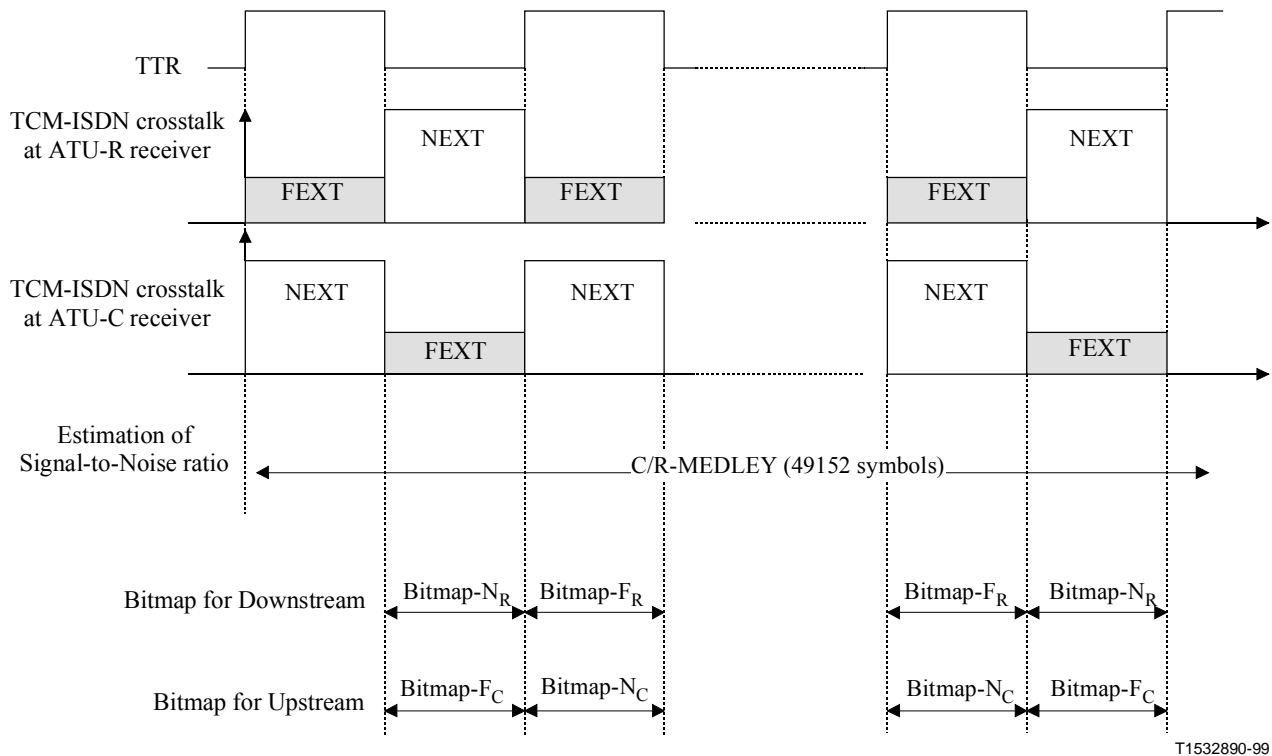 TTR
TCM-ISDN crosstalk
at ATU-R receiver
NEXT
NEXT
FEXT
FEXT
FEXT
TCM-ISDN crosstalk
at ATU-C receiver
NEXT
NEXT
NEXT
FEXT
FEXT
Estimation of
Signal-to-Noise ratio
C/R-MEDLEY (49152 symbols)
Bitmap for Downstream
Bitmap-NR
Bitmap-FR
Bitmap-FR
Bitmap-NR
Bitmap for Upstream
Bitmap-FC
Bitmap-NC
Bitmap-NC
Bitmap-FC
T1532890-99